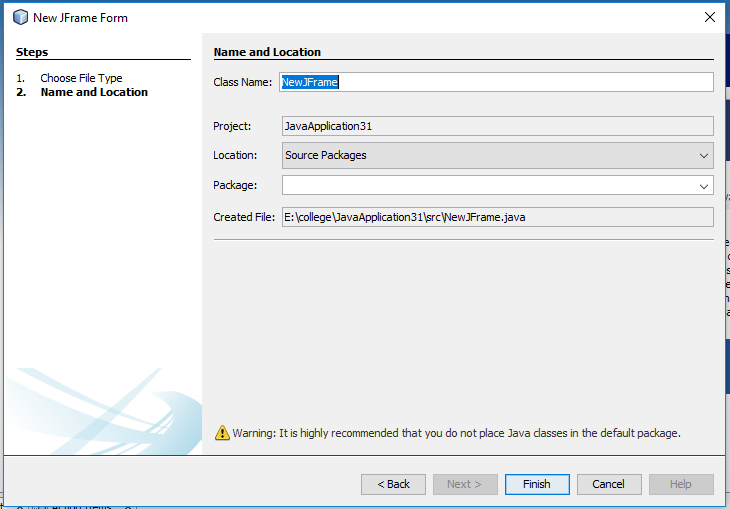 New JFrame Form
Steps
1. Choose File Type
2. Name and Location
Name and Location
Class Name: NewJFrame
Project: JavaApplication31
Location: Source Packages
Package:
Created File: E:\college\JavaApplication31\src\NewJFrame.java
Warning: It is highly recommended that you do not place Java classes in the default package.
< Back Next > Finish Cancel Help